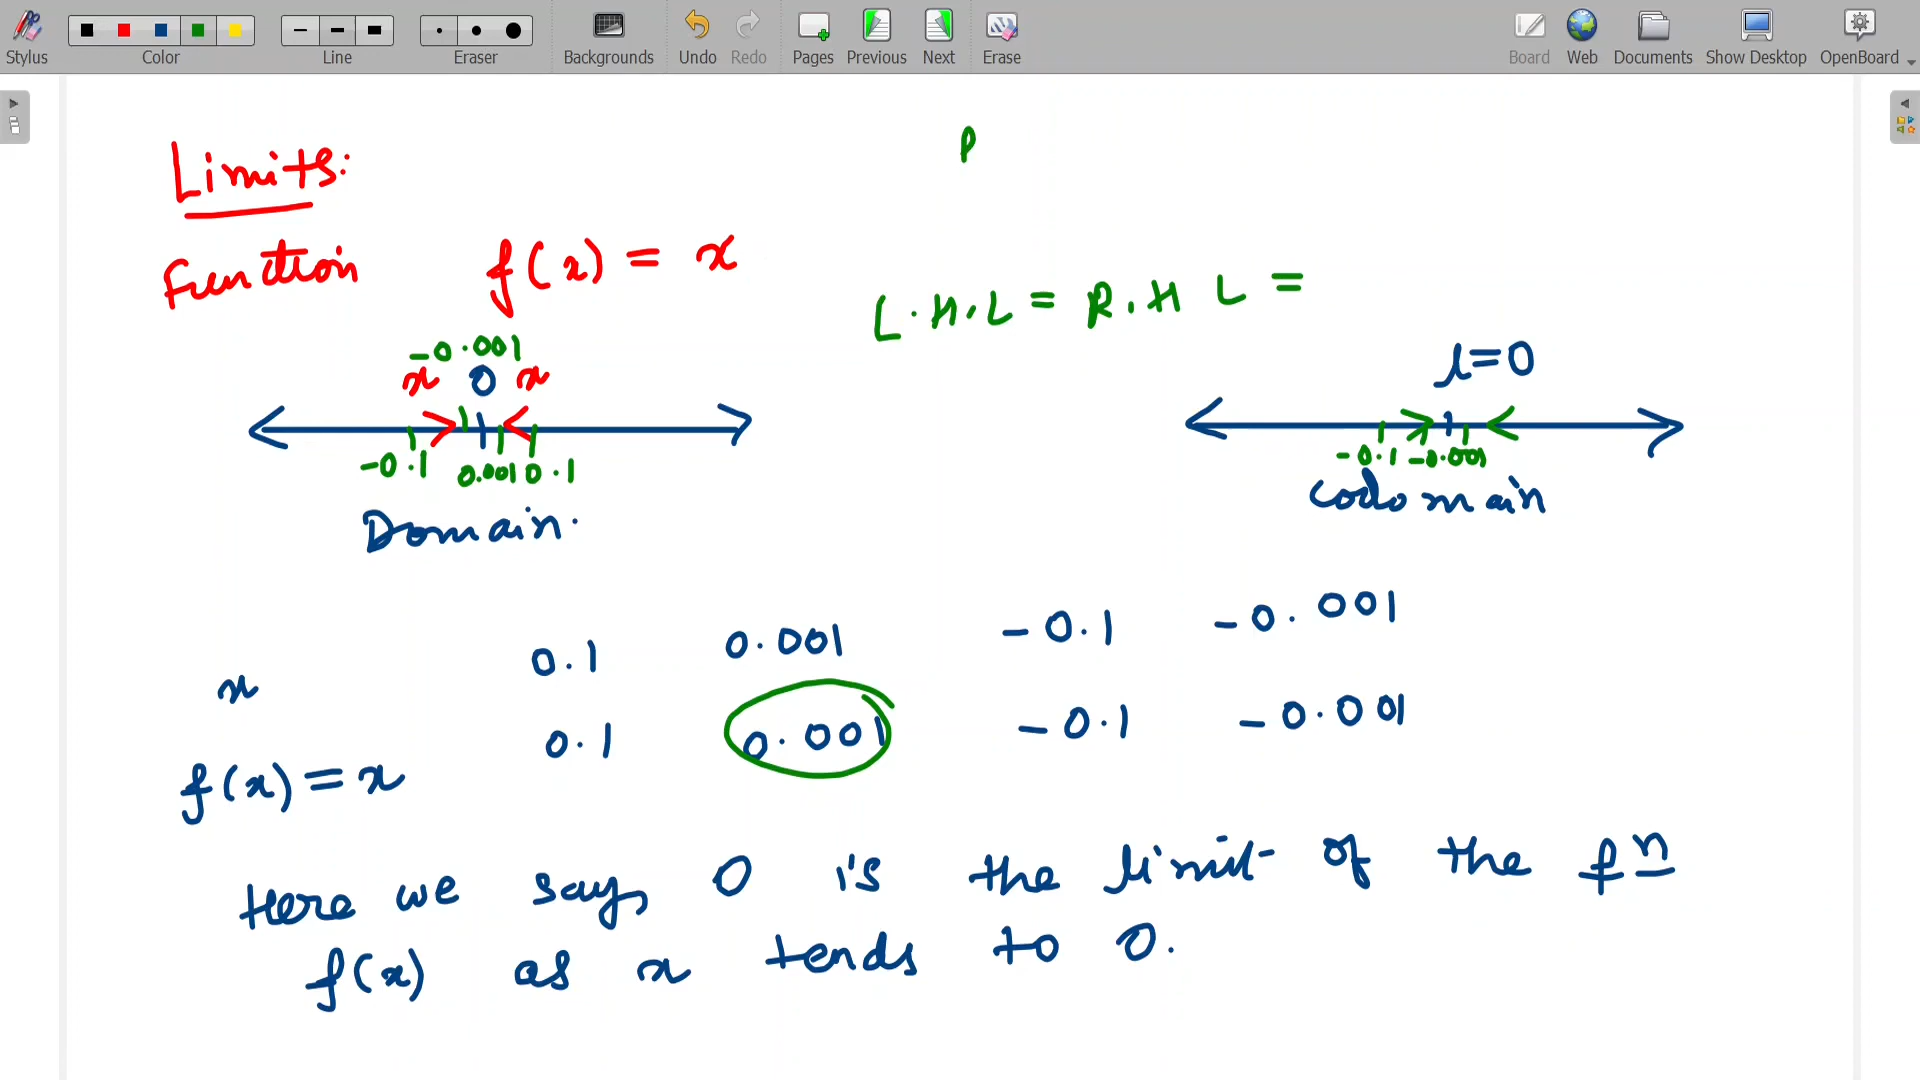 Stylus Color Line Eraser Backgrounds Undo Redo Pages Previous Next Erase Board Web Documents Show Desktop OpenBoard
P
Limits:
Function f(x) = x
L.H.L = R.H L =
-0.001
x 0 x
l=0
-0.1 0.001 0.1
-0.1 -0.001
Domain.
Codomain
x 0.1 0.001 -0.1 -0.001
f(x) = x 0.1 0.001 -0.1 -0.001
Here we says 0 is the limit of the fn
f(x) as x tends to 0.